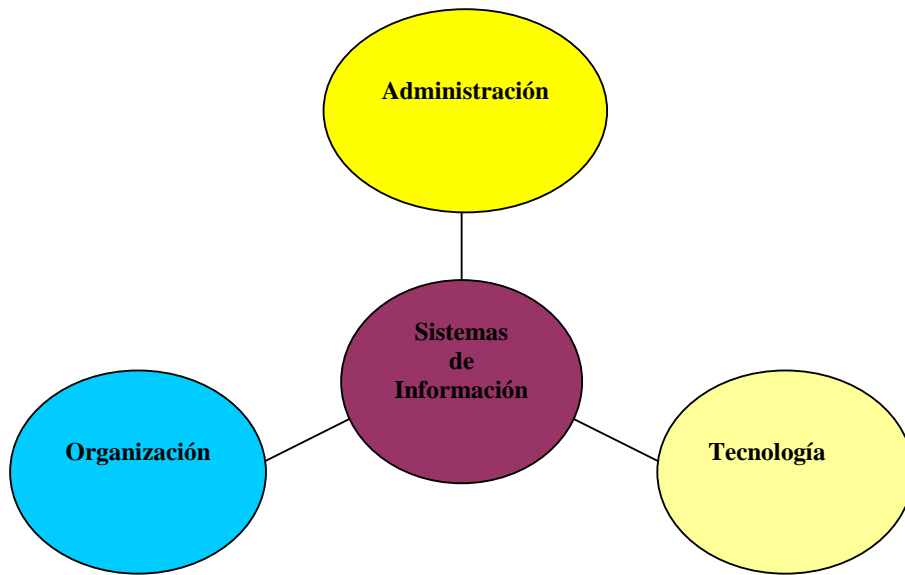 Administración
Sistemas
de
Información
Organización
Tecnología